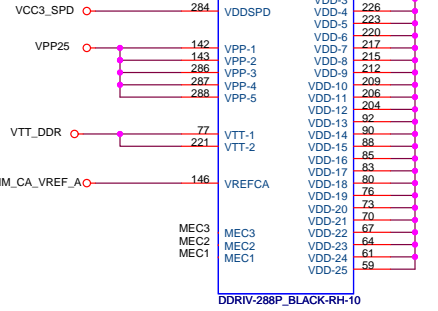 VDD-3
VCC3_SPD 284 VDDSPD VDD-4 226
VDD-5 223
VDD-6 220
VPP25 142 VPP-1 VDD-7 217
143 VPP-2 VDD-8 215
286 VPP-3 VDD-9 212
287 VPP-4 VDD-10 209
288 VPP-5 VDD-11 206
VDD-12 204
VDD-13 92
VTT_DDR 77 VTT-1 VDD-14 90
221 VTT-2 VDD-15 88
VDD-16 85
VDD-17 83
IM_CA_VREF_A 146 VREFCA VDD-18 80
VDD-19 76
VDD-20 73
VDD-21 70
MEC3 MEC3 VDD-22 67
MEC2 MEC2 VDD-23 64
MEC1 MEC1 VDD-24 61
VDD-25 59
DDRIV-288P_BLACK-RH-10